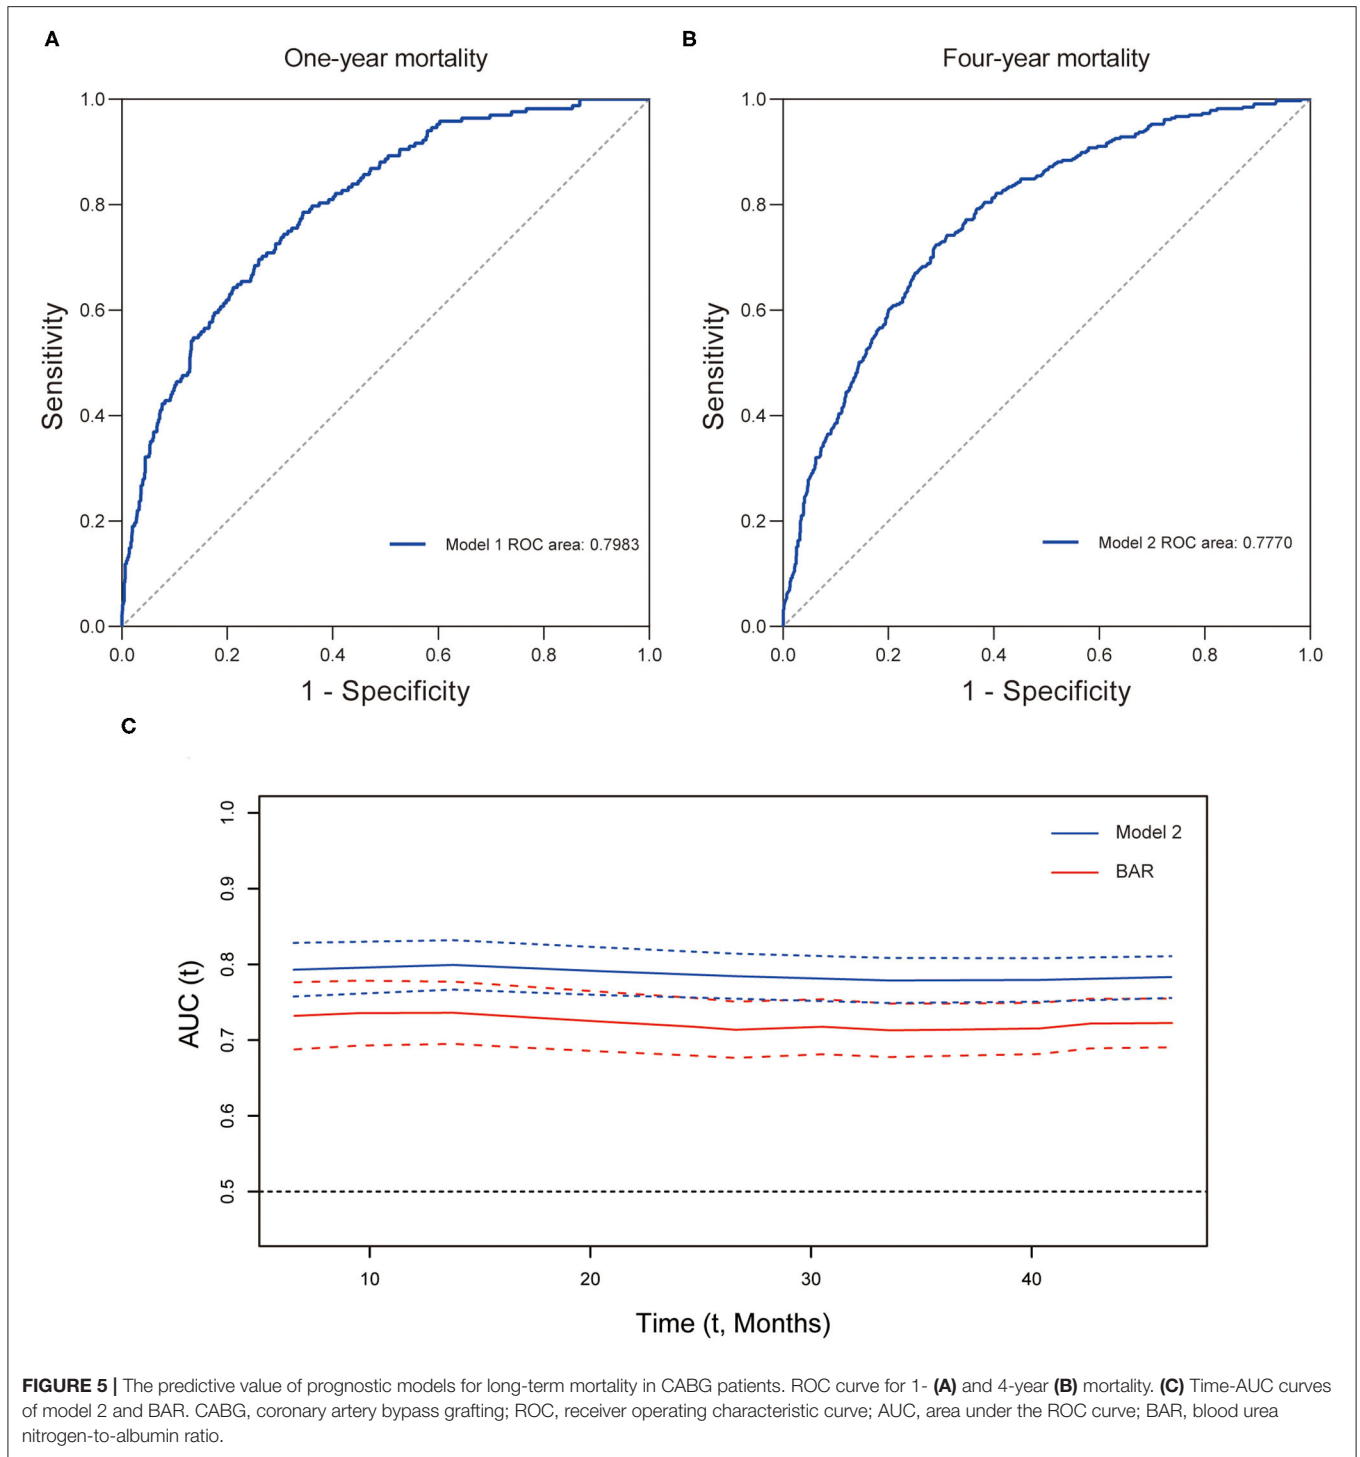 A
One-year mortality
1.0
0.8
0.6
0.4
0.2
0.0
Sensitivity
Model 1 ROC area: 0.7983
0.0 0.2 0.4 0.6 0.8 1.0
1 - Specificity
B
Four-year mortality
1.0
0.8
0.6
0.4
0.2
0.0
Sensitivity
Model 2 ROC area: 0.7770
0.0 0.2 0.4 0.6 0.8 1.0
1 - Specificity
C
1.0
0.9
0.8
0.7
0.6
0.5
AUC (t)
Model 2
BAR
10 20 30 40
Time (t, Months)
FIGURE 5 | The predictive value of prognostic models for long-term mortality in CABG patients. ROC curve for 1- (A) and 4-year (B) mortality. (C) Time-AUC curves
of model 2 and BAR. CABG, coronary artery bypass grafting; ROC, receiver operating characteristic curve; AUC, area under the ROC curve; BAR, blood urea
nitrogen-to-albumin ratio.